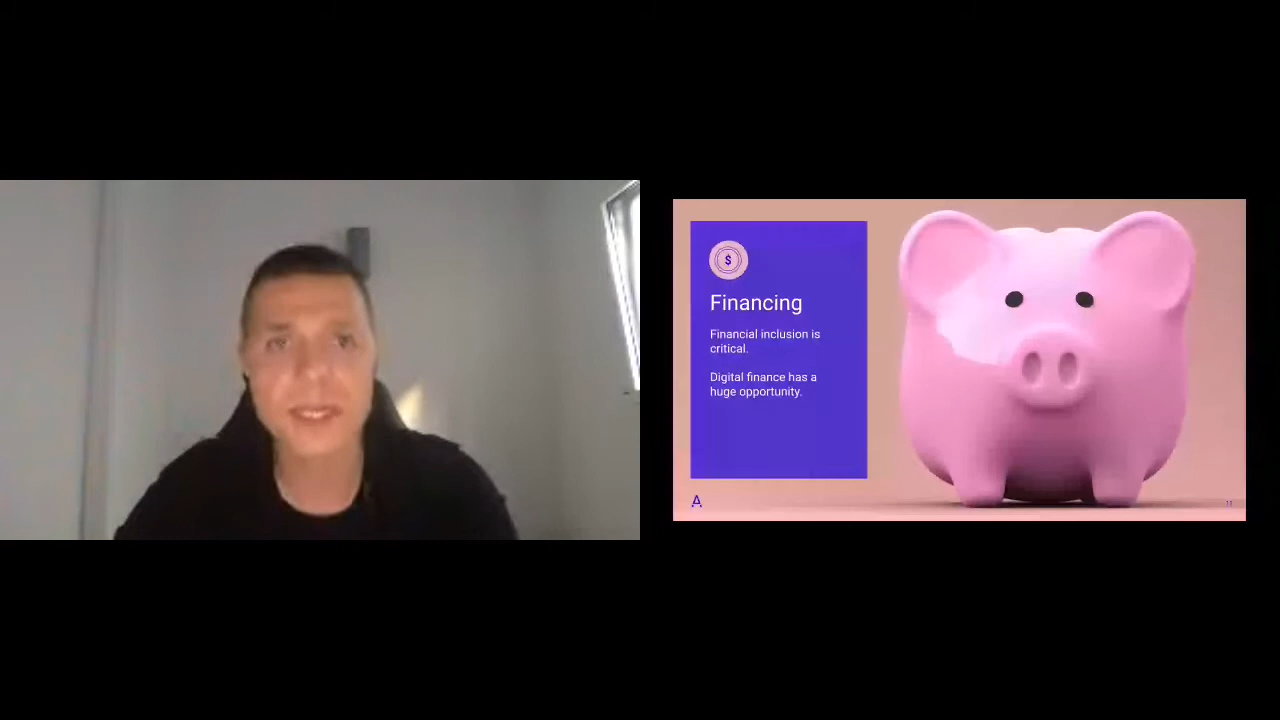 $
Financing
Financial inclusion is
critical.
Digital finance has a
huge opportunity.
A